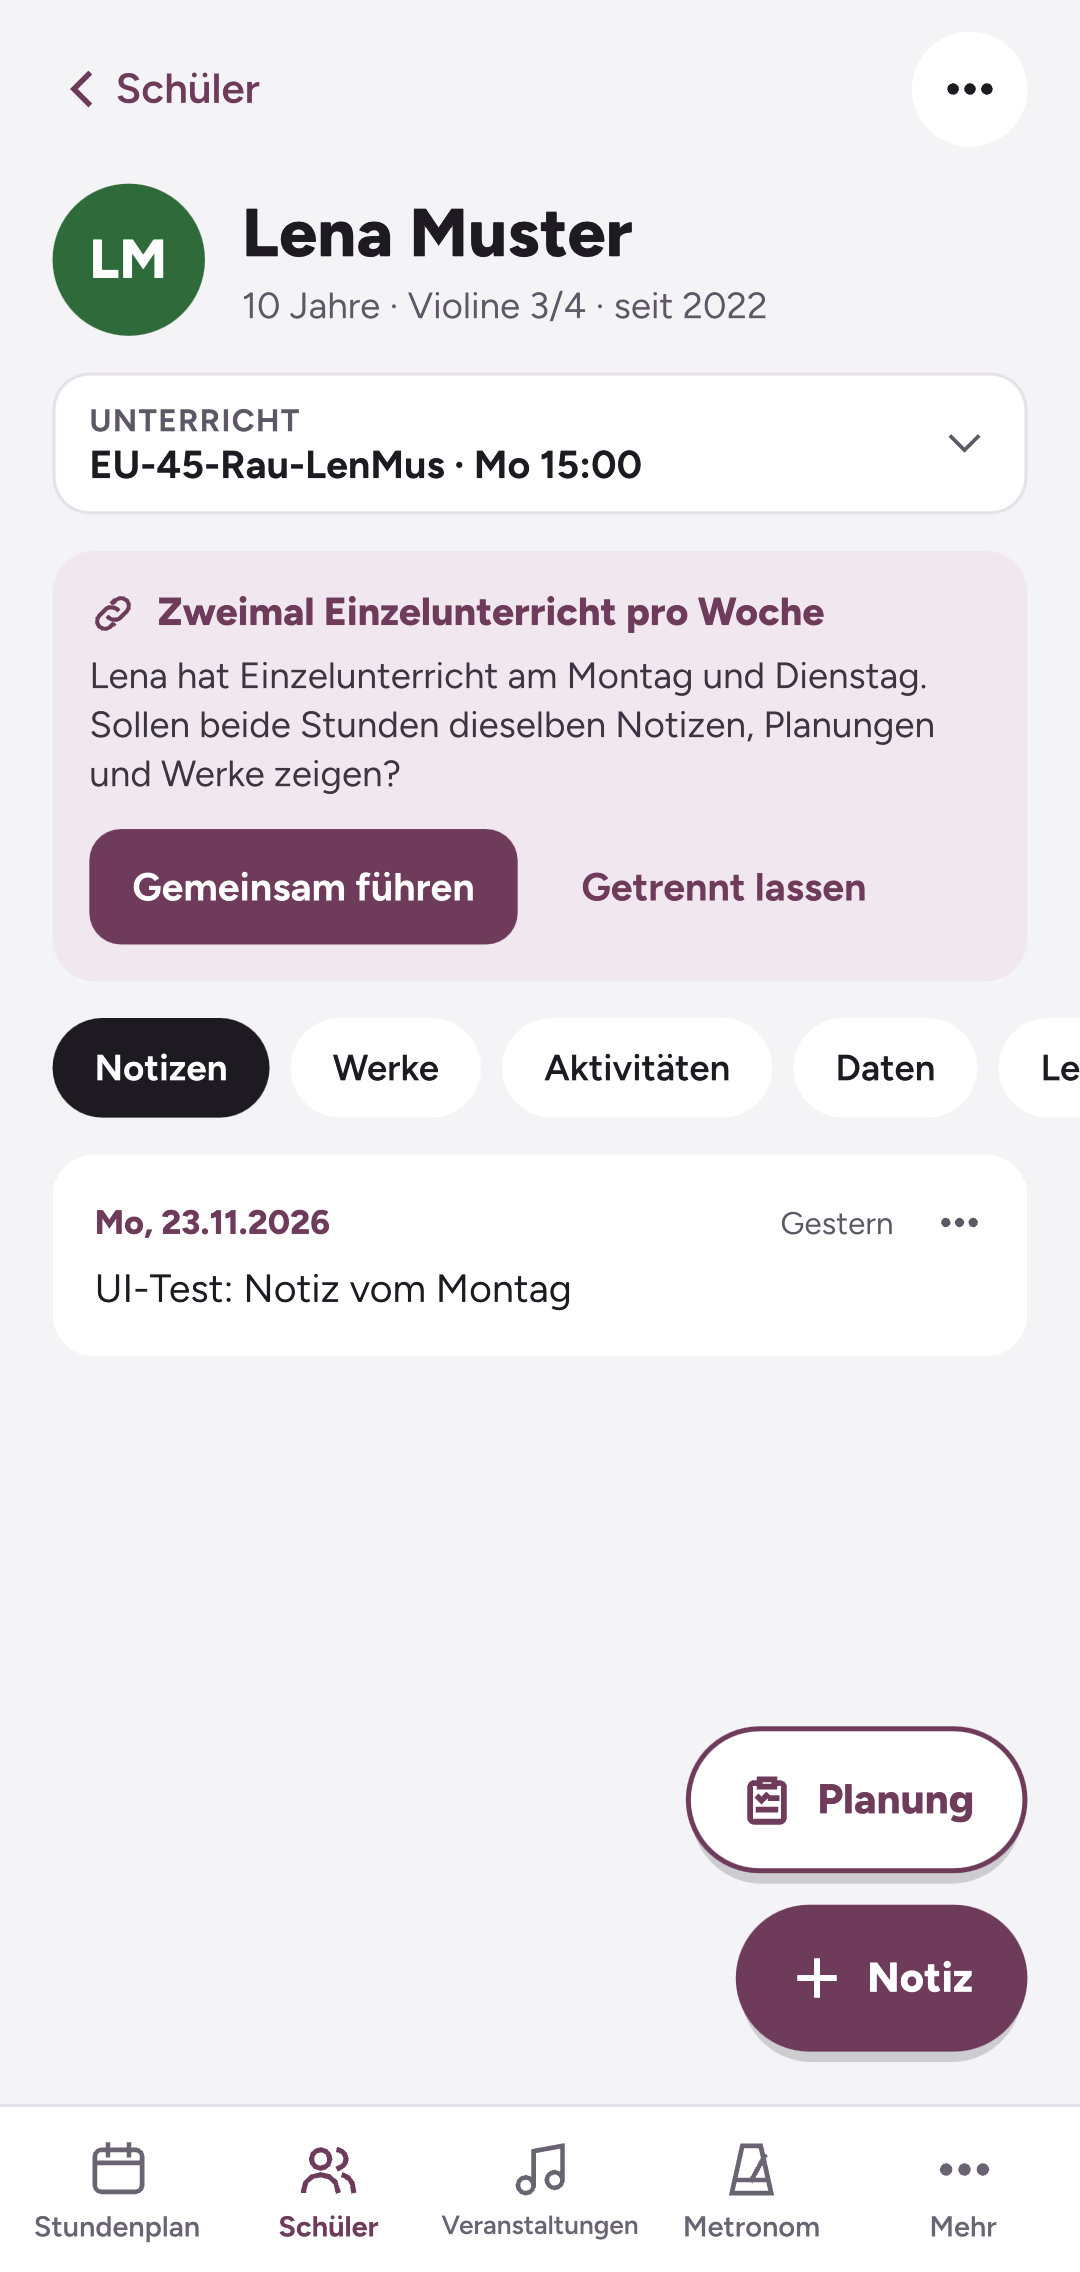 Schüler
LM
Lena Muster
10 Jahre · Violine 3/4 · seit 2022
UNTERRICHT
EU-45-Rau-LenMus · Mo 15:00
Zweimal Einzelunterricht pro Woche
Lena hat Einzelunterricht am Montag und Dienstag.
Sollen beide Stunden dieselben Notizen, Planungen
und Werke zeigen?
Gemeinsam führen Getrennt lassen
Notizen Werke Aktivitäten Daten Le
Mo, 23.11.2026 Gestern
UI-Test: Notiz vom Montag
Planung
Notiz
Stundenplan Schüler Veranstaltungen Metronom Mehr